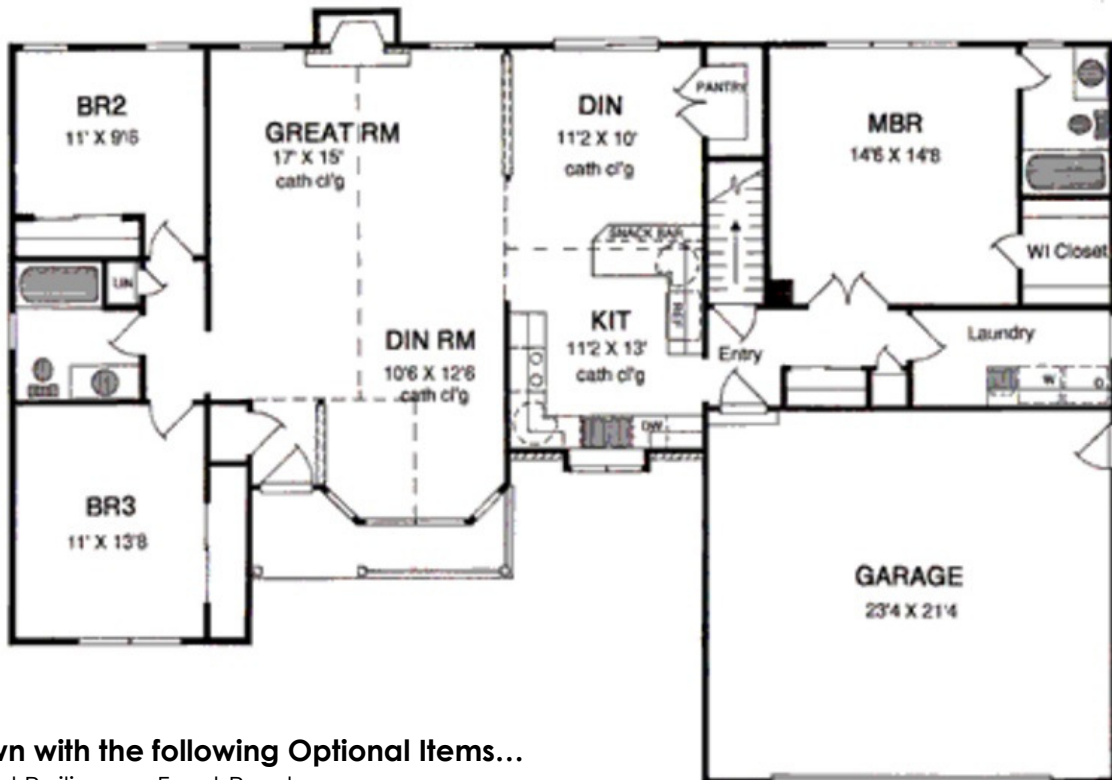 BR2
11' X 9'6
GREAT RM
17' X 15'
cath cl'g
DIN
11'2 X 10'
cath cl'g
PANTRY
MBR
14'6 X 14'8
SNACK BAR
WI Closet
LIN
REF
KIT
11'2 X 13'
cath cl'g
DIN RM
10'6 X 12'6
cath cl'g
Entry
Laundry
W
D
DW
BR3
11' X 13'8
GARAGE
23'4 X 21'4
wn with the following Optional Items…